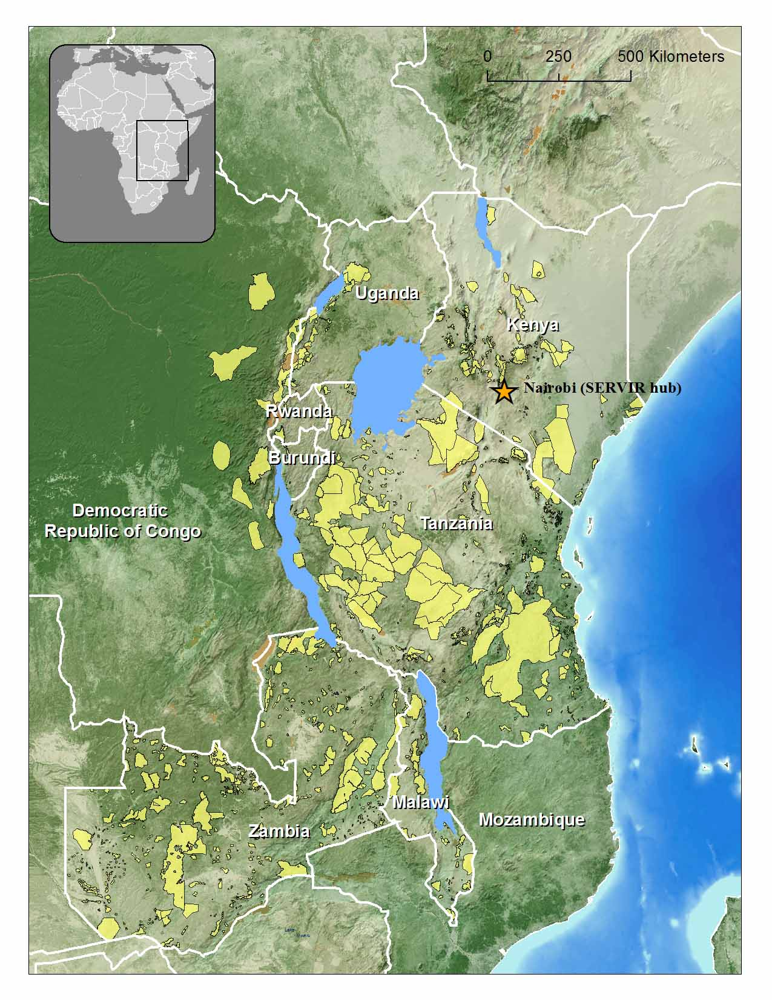 0 250 500 Kilometers
Uganda
Kenya
Nairobi (SERVIR hub)
Rwanda
Burundi
Democratic
Republic of Congo
Tanzania
Malawi
Mozambique
Zambia
Lake